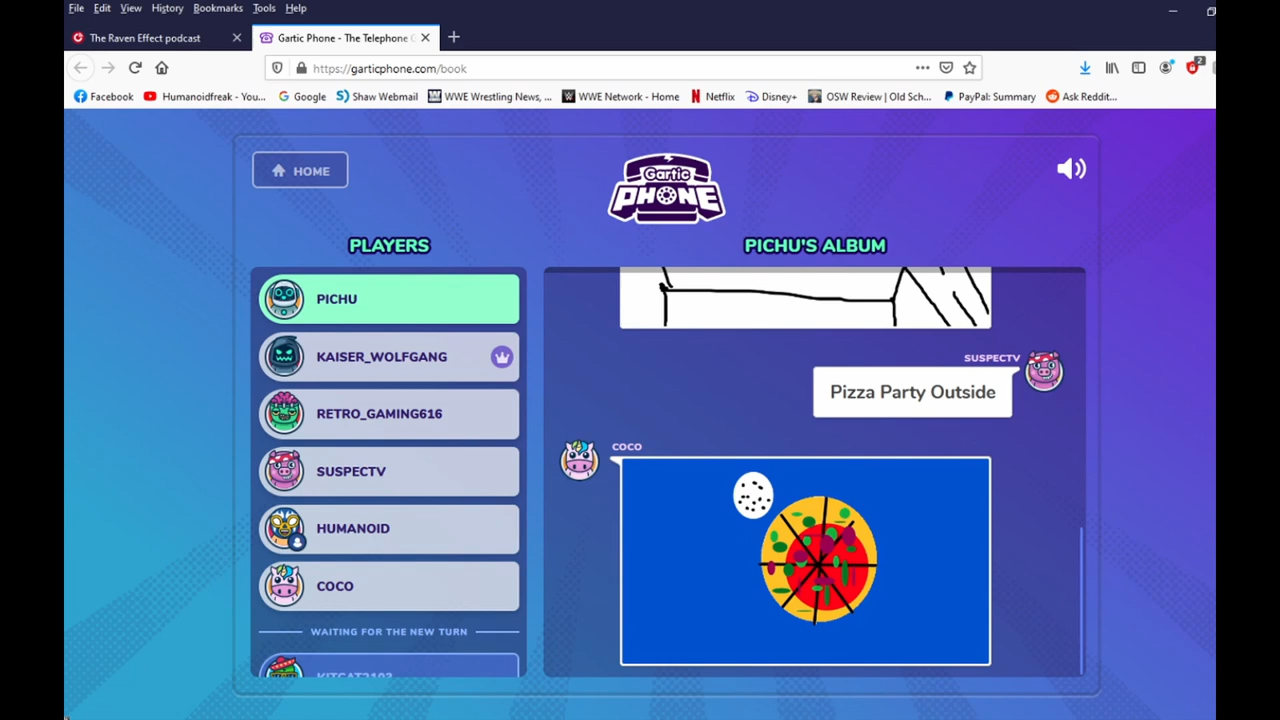 File Edit View History Bookmarks Tools Help
The Raven Effect podcast
Gartic Phone - The Telephone G
https://garticphone.com/book
2
Facebook Humanoidfreak - You... Google Shaw Webmail WWE Wrestling News, ... WWE Network - Home Netflix Disney+ OSW Review | Old Sch... PayPal: Summary Ask Reddit...
HOME
Gartic
PHONE
PLAYERS
PICHU'S ALBUM
PICHU
KAISER_WOLFGANG
RETRO_GAMING616
SUSPECTV
HUMANOID
COCO
WAITING FOR THE NEW TURN
KITCAT2103
SUSPECTV
Pizza Party Outside
COCO